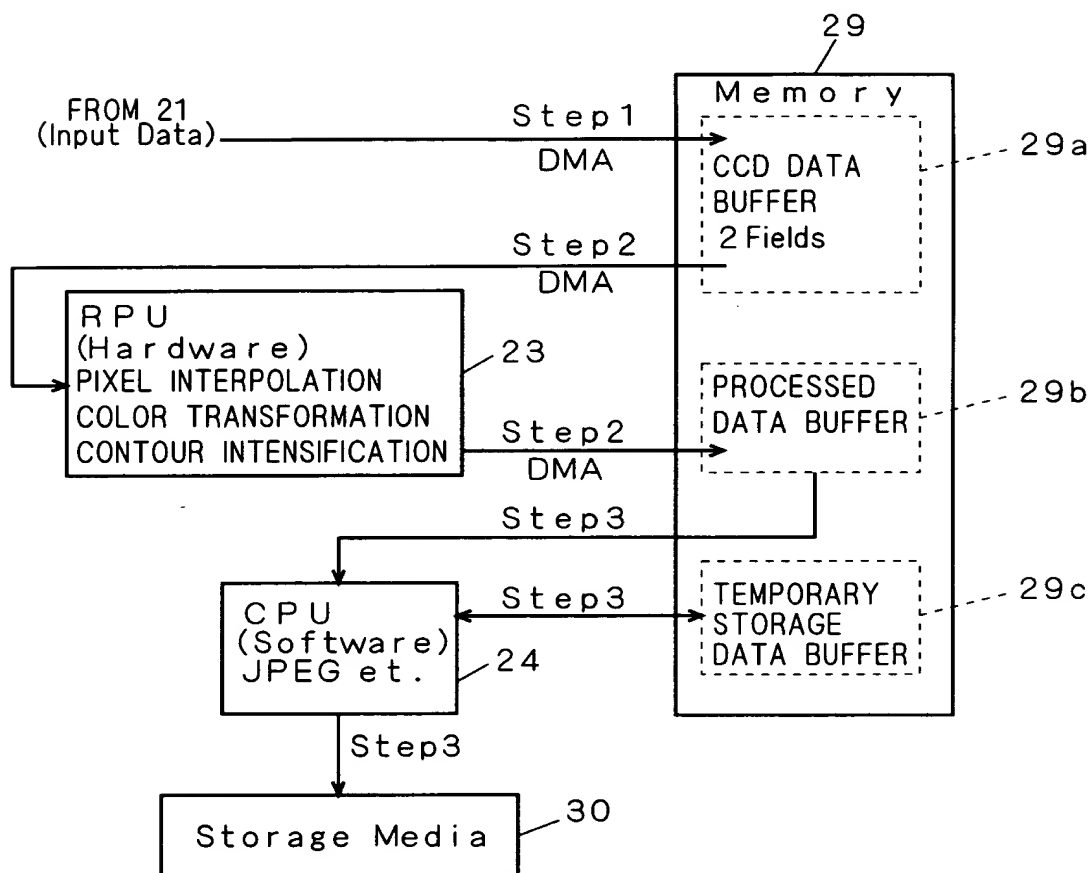 29
FROM 21
(Input Data)
Step1
DMA
Memory
29a
CCD DATA
BUFFER
2 Fields
Step2
DMA
RPU
(Hardware)
PIXEL INTERPOLATION
COLOR TRANSFORMATION
CONTOUR INTENSIFICATION
23
Step2
DMA
PROCESSED
DATA BUFFER
29b
Step3
CPU
(Software)
JPEG et.
24
Step3
TEMPORARY
STORAGE
DATA BUFFER
29c
Step3
Storage Media
30